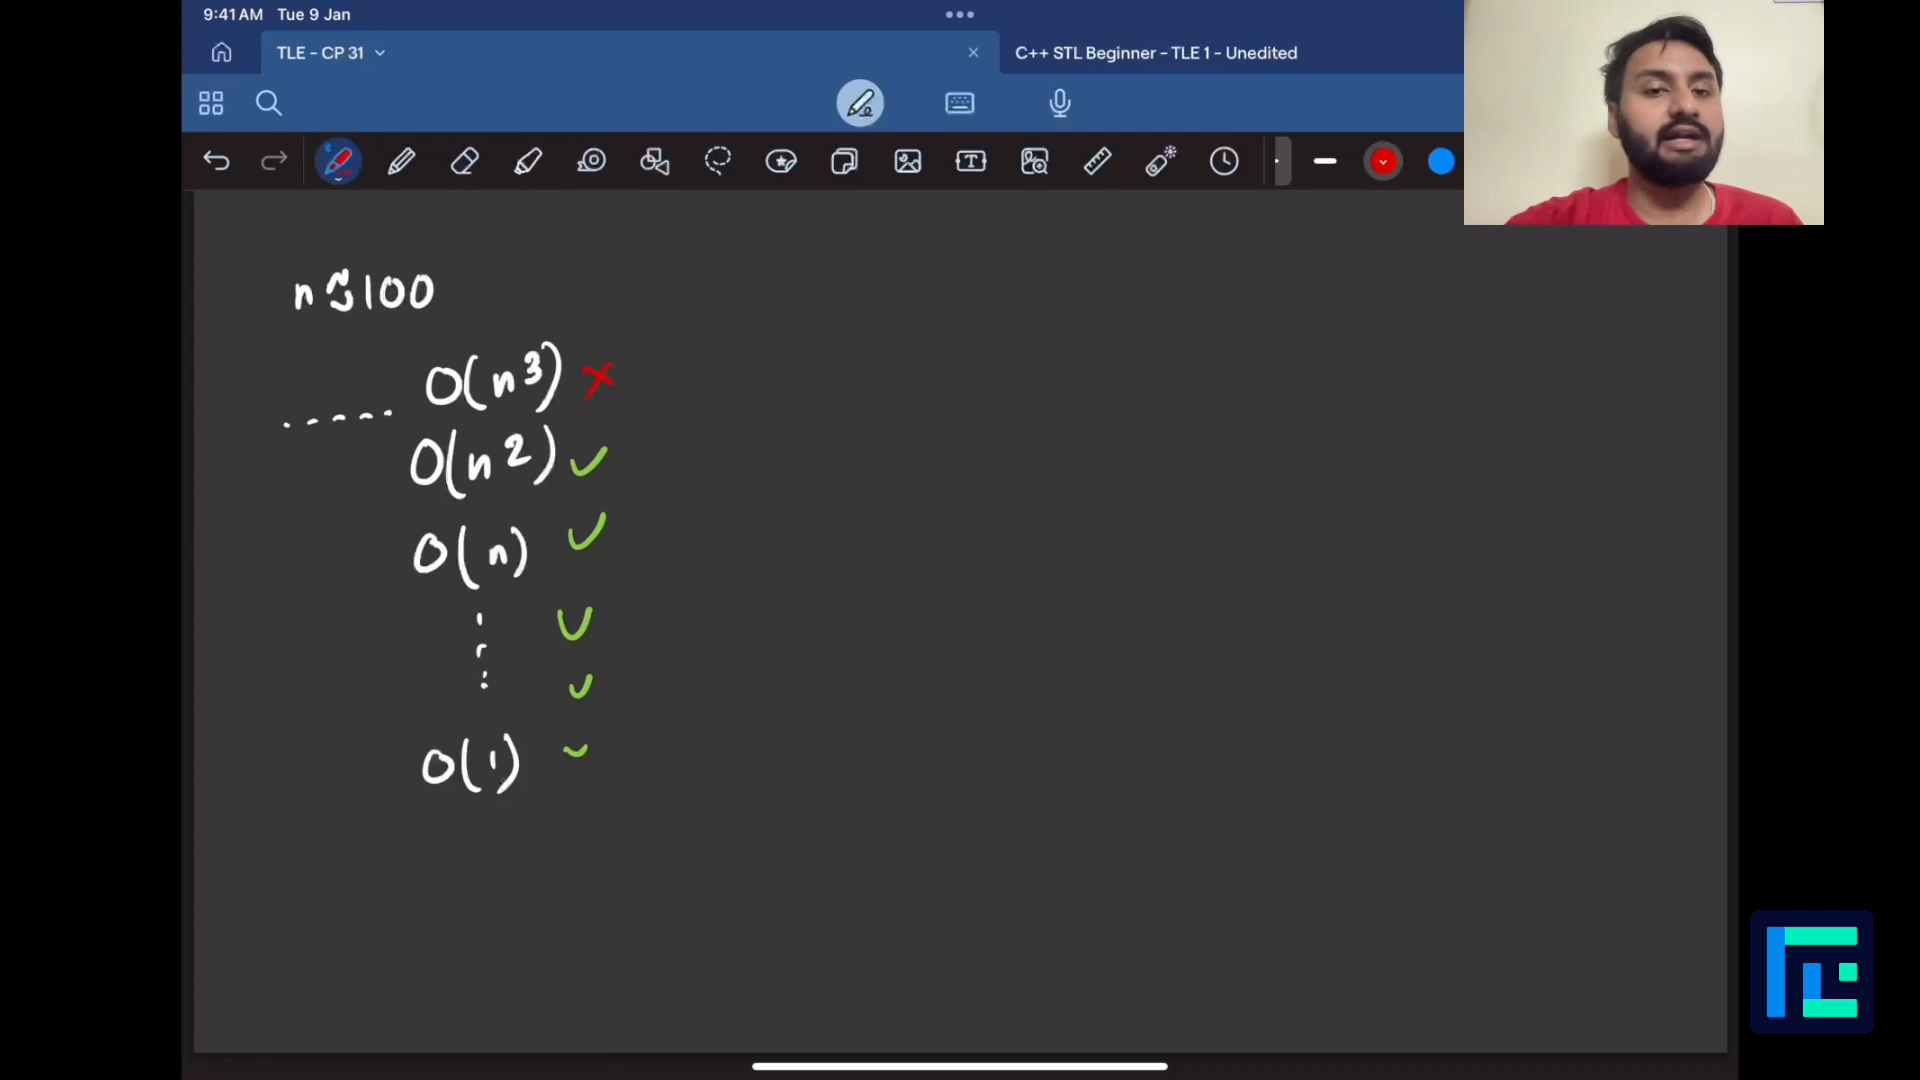 9:41 AM Tue 9 Jan
TLE - CP 31
C++ STL Beginner - TLE 1 - Unedited
n ≈ 100
O(n³) ✗
.----
O(n²) ✓
O(n) ✓
⋮ ✓
✓
O(1) ✓